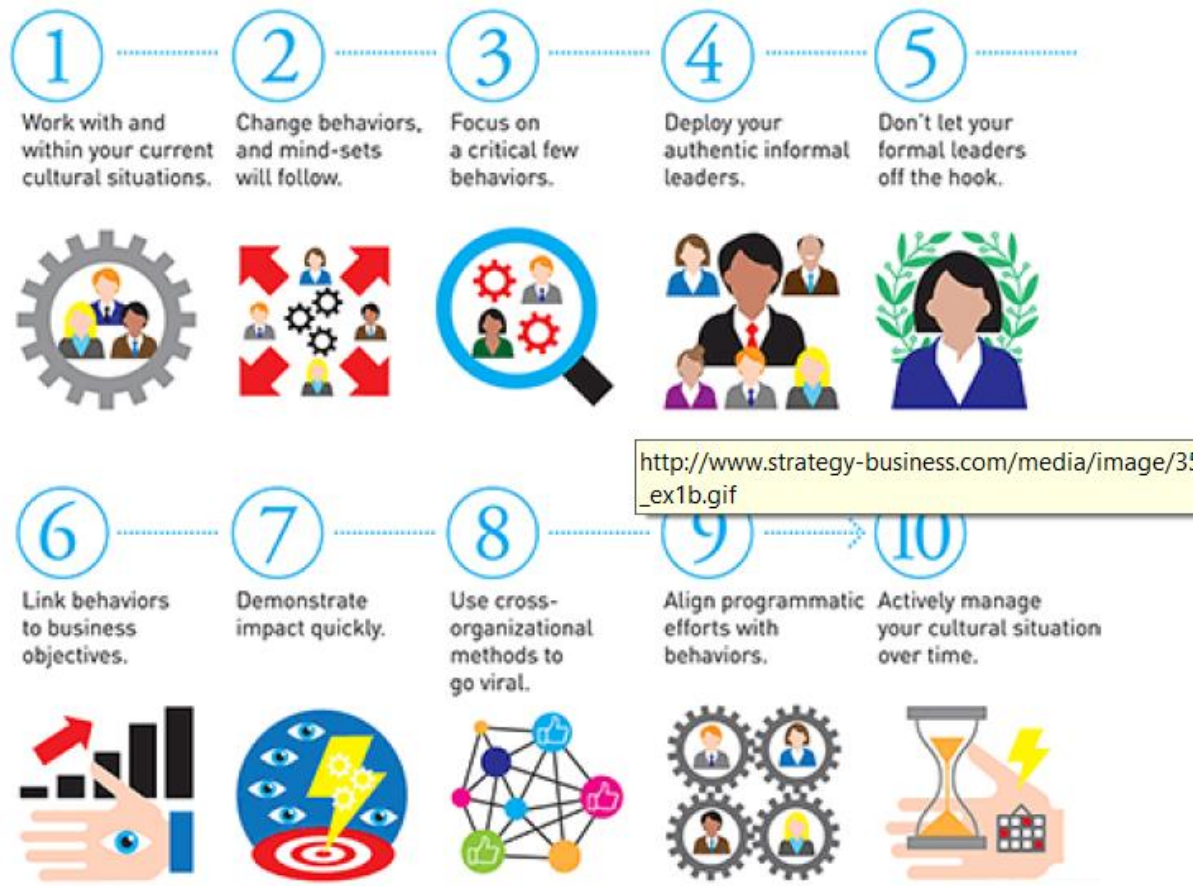 1
Work with and
within your current
cultural situations.
2
Change behaviors,
and mind-sets
will follow.
3
Focus on
a critical few
behaviors.
4
Deploy your
authentic informal
leaders.
5
Don't let your
formal leaders
off the hook.
http://www.strategy-business.com/media/image/35
_ex1b.gif
6
Link behaviors
to business
objectives.
7
Demonstrate
impact quickly.
8
Use cross-
organizational
methods to
go viral.
9
Align programmatic
efforts with
behaviors.
10
Actively manage
your cultural situation
over time.